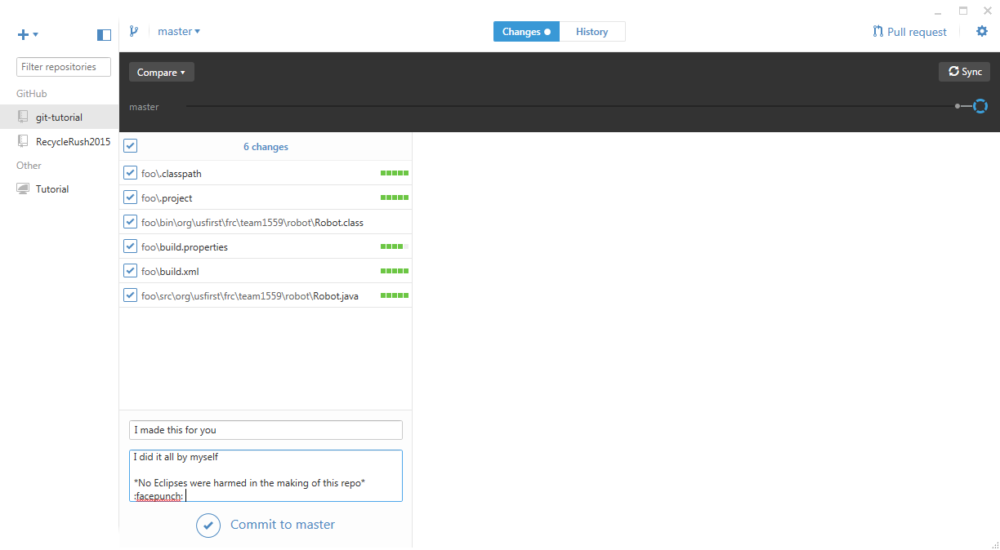 master
Changes
History
Pull request
Filter repositories
GitHub
git-tutorial
RecycleRush2015
Other
Tutorial
Compare
Sync
master
6 changes
foo\.classpath
foo\.project
foo\bin\org\usfirst\frc\team1559\robot\Robot.class
foo\build.properties
foo\build.xml
foo\src\org\usfirst\frc\team1559\robot\Robot.java
I made this for you
I did it all by myself
*No Eclipses were harmed in the making of this repo*
:facepunch:
Commit to master